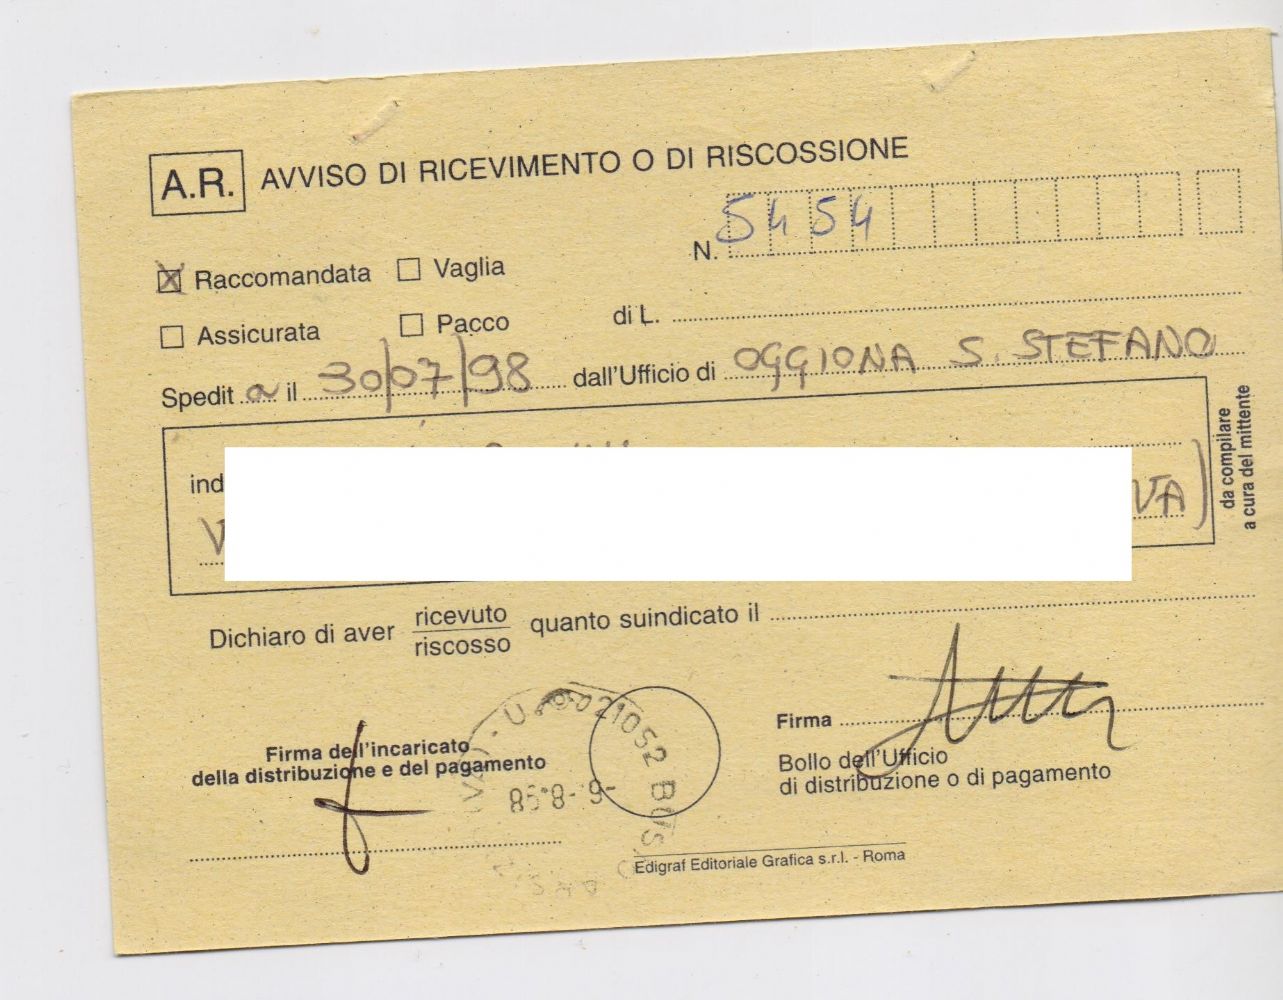 A.R. AVVISO DI RICEVIMENTO O DI RISCOSSIONE
N. 5454
Raccomandata Vaglia
Assicurata Pacco di L.
Spedit a il 30/07/98 dall'Ufficio di OGGIONA S. STEFANO
da compilare
a cura del mittente
ind
VA)
Dichiaro di aver ricevuto quanto suindicato il
riscosso
Firma
Firma dell'incaricato
della distribuzione e del pagamento
Bollo dell'Ufficio
di distribuzione o di pagamento
Edigraf Editoriale Grafica s.r.l. - Roma